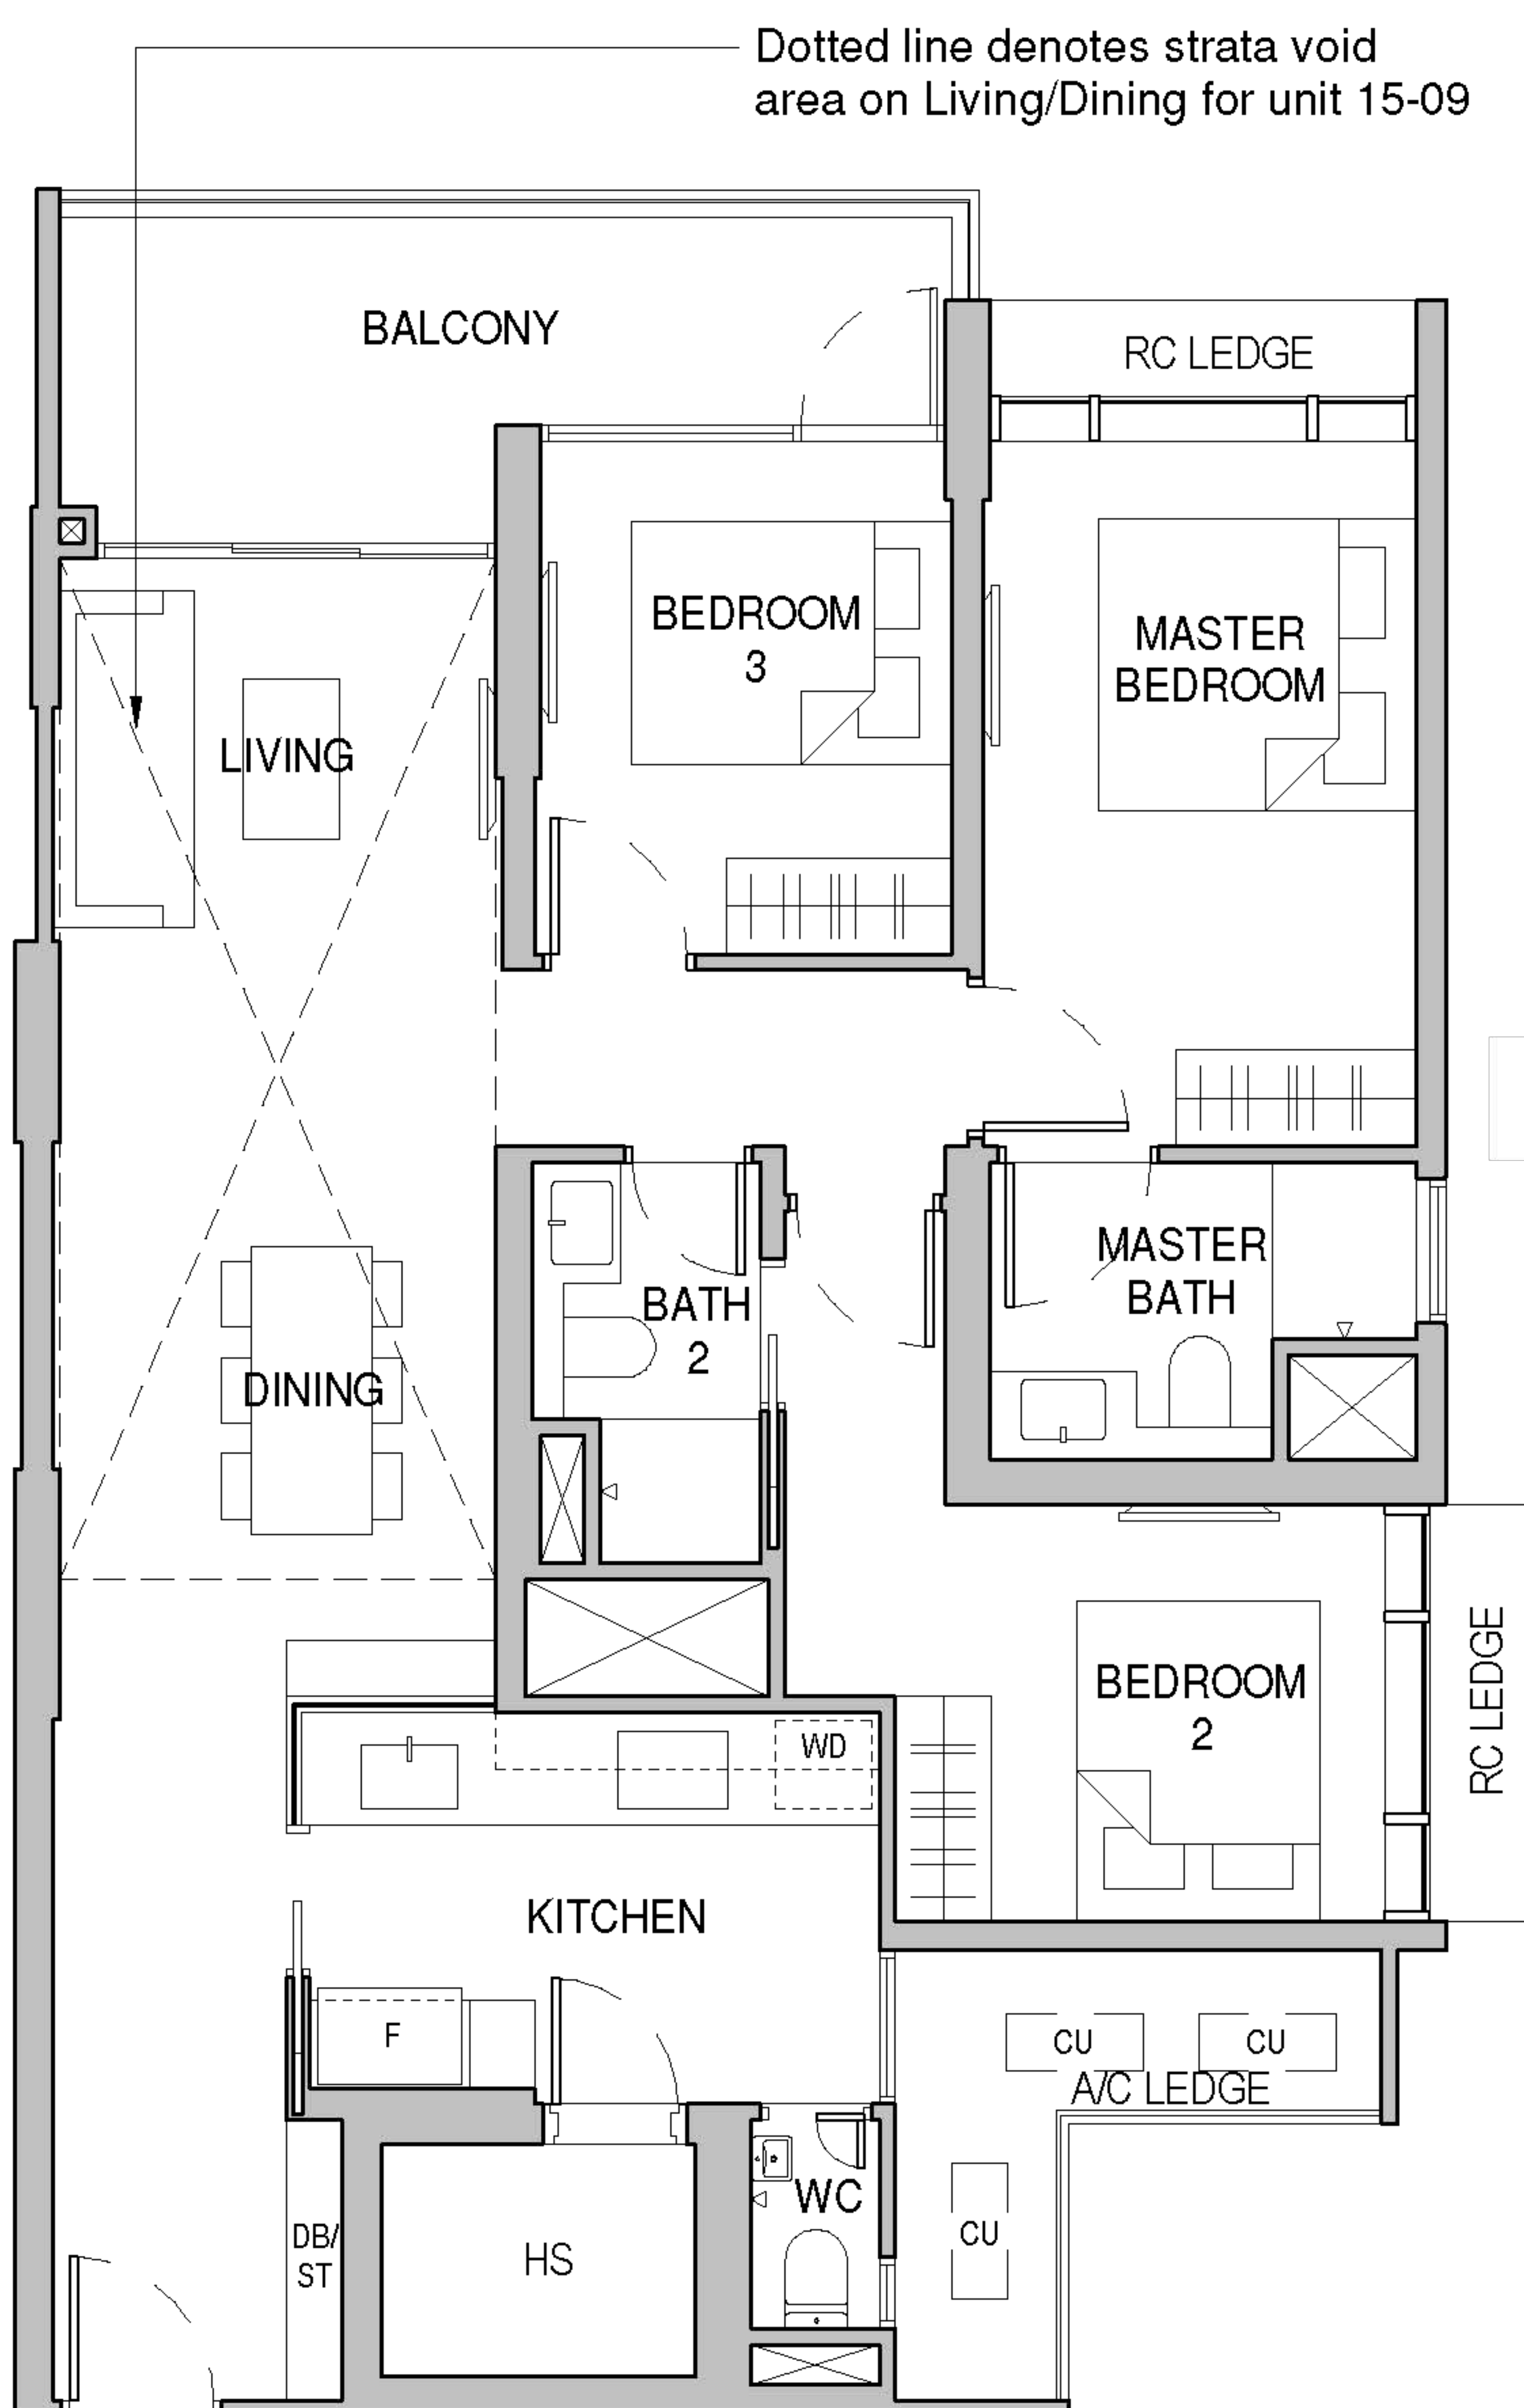 Dotted line denotes strata void
area on Living/Dining for unit 15-09
BALCONY
RC LEDGE
BEDROOM
3
MASTER
BEDROOM
LIVING
MASTER
BATH
BATH
2
DINING
BEDROOM
2
RC LEDGE
WD
KITCHEN
F
CU
CU
A/C LEDGE
WC
CU
DB/
ST
HS